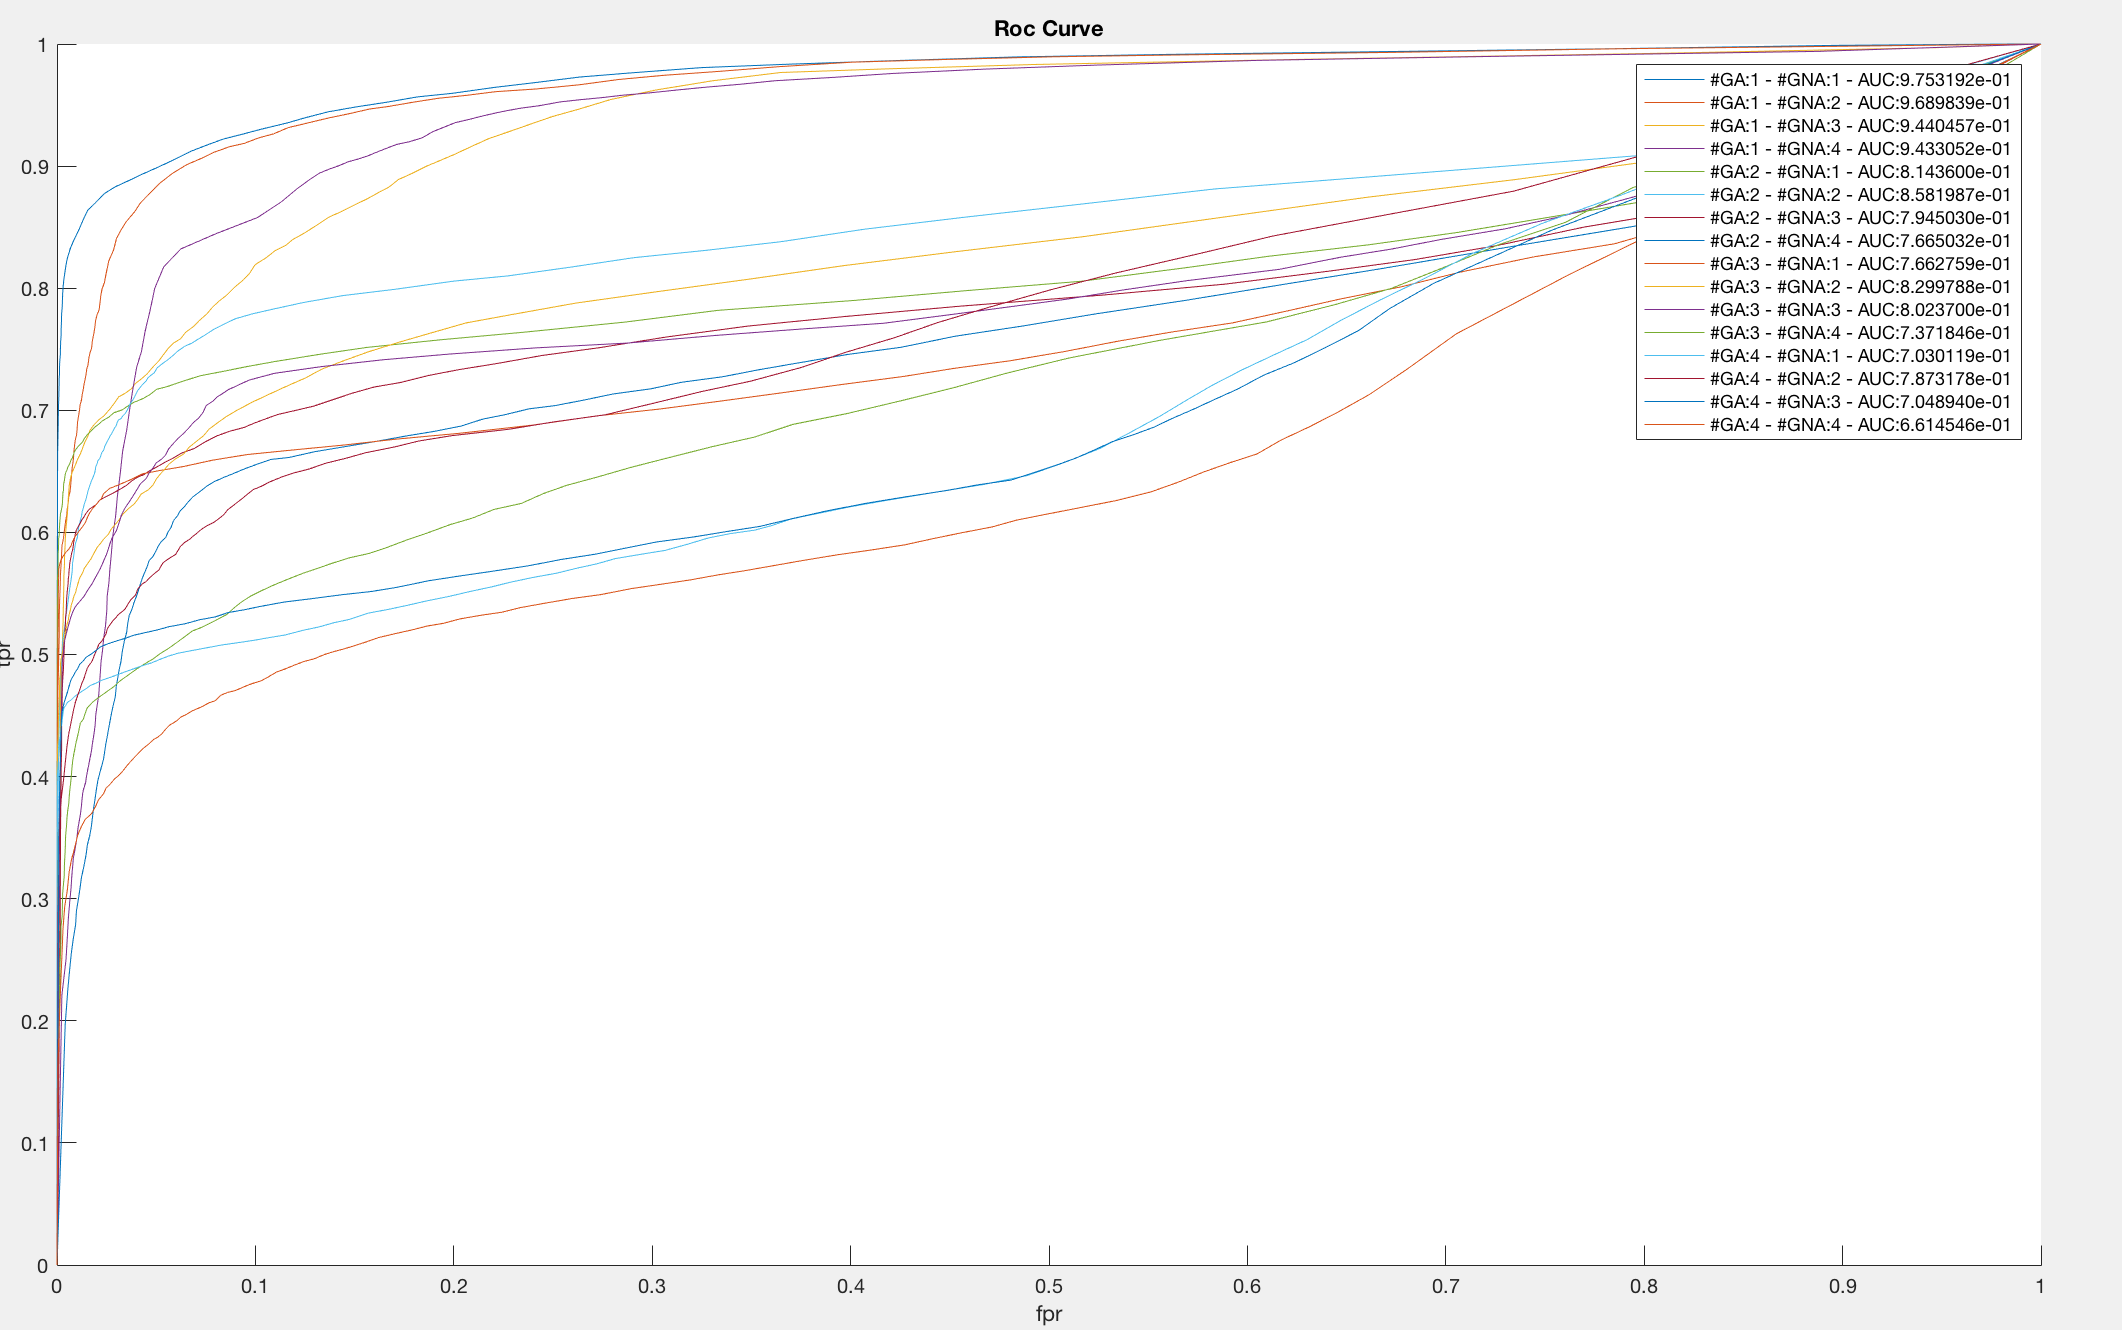 Roc Curve
1
0.9
0.8
0.7
0.6
0.5
0.4
0.3
0.2
0.1
0
tpr
#GA:1 - #GNA:1 - AUC:9.753192e-01
#GA:1 - #GNA:2 - AUC:9.689839e-01
#GA:1 - #GNA:3 - AUC:9.440457e-01
#GA:1 - #GNA:4 - AUC:9.433052e-01
#GA:2 - #GNA:1 - AUC:8.143600e-01
#GA:2 - #GNA:2 - AUC:8.581987e-01
#GA:2 - #GNA:3 - AUC:7.945030e-01
#GA:2 - #GNA:4 - AUC:7.665032e-01
#GA:3 - #GNA:1 - AUC:7.662759e-01
#GA:3 - #GNA:2 - AUC:8.299788e-01
#GA:3 - #GNA:3 - AUC:8.023700e-01
#GA:3 - #GNA:4 - AUC:7.371846e-01
#GA:4 - #GNA:1 - AUC:7.030119e-01
#GA:4 - #GNA:2 - AUC:7.873178e-01
#GA:4 - #GNA:3 - AUC:7.048940e-01
#GA:4 - #GNA:4 - AUC:6.614546e-01
0 0.1 0.2 0.3 0.4 0.5 0.6 0.7 0.8 0.9 1
fpr